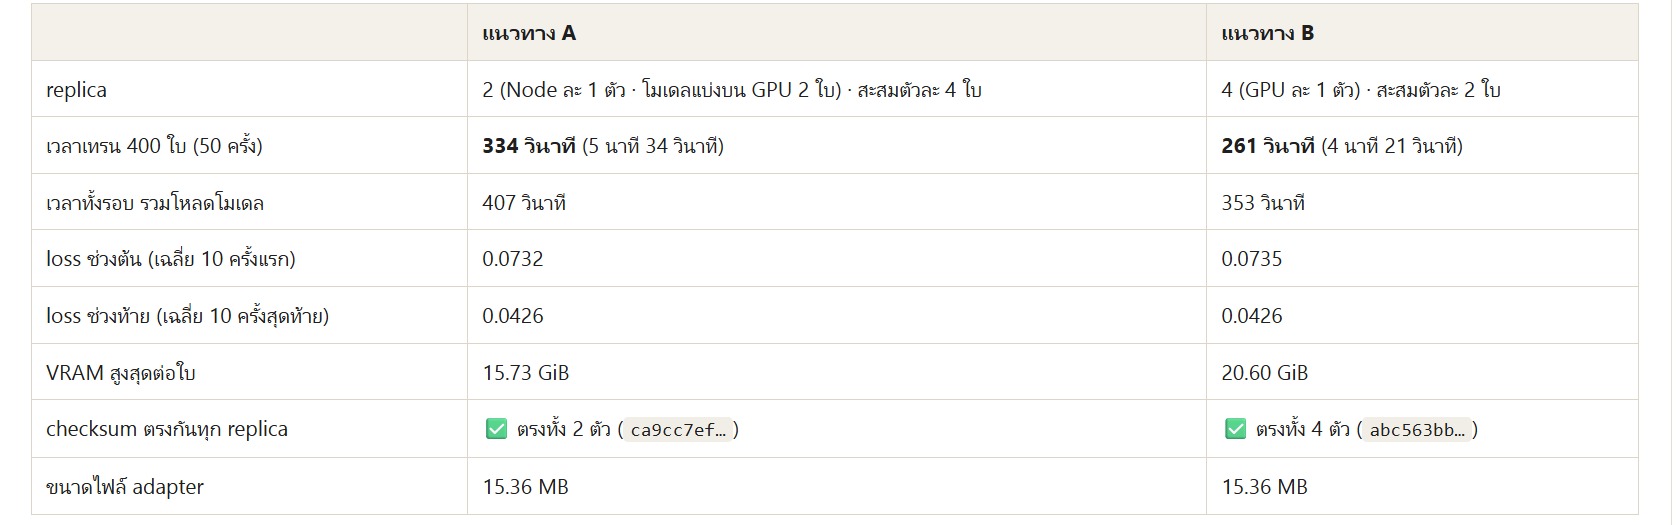 แนวทาง A แนวทาง B
replica 2 (Node ละ 1 ตัว · โมเดลแบ่งบน GPU 2 ใบ) · สะสมตัวละ 4 ใบ 4 (GPU ละ 1 ตัว) · สะสมตัวละ 2 ใบ
เวลาเทรน 400 ใบ (50 ครั้ง) 334 วินาที (5 นาที 34 วินาที) 261 วินาที (4 นาที 21 วินาที)
เวลาทั้งรอบ รวมโหลดโมเดล 407 วินาที 353 วินาที
loss ช่วงต้น (เฉลี่ย 10 ครั้งแรก) 0.0732 0.0735
loss ช่วงท้าย (เฉลี่ย 10 ครั้งสุดท้าย) 0.0426 0.0426
VRAM สูงสุดต่อใบ 15.73 GiB 20.60 GiB
checksum ตรงกันทุก replica ✅ ตรงทั้ง 2 ตัว (ca9cc7ef…) ✅ ตรงทั้ง 4 ตัว (abc563bb…)
ขนาดไฟล์ adapter 15.36 MB 15.36 MB